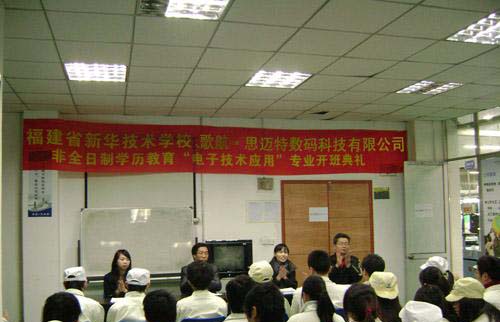 福建省新华技术学校、歌航·思迈特数码科技有限公司
非全日制学历教育“电子技术应用”专业开班典礼